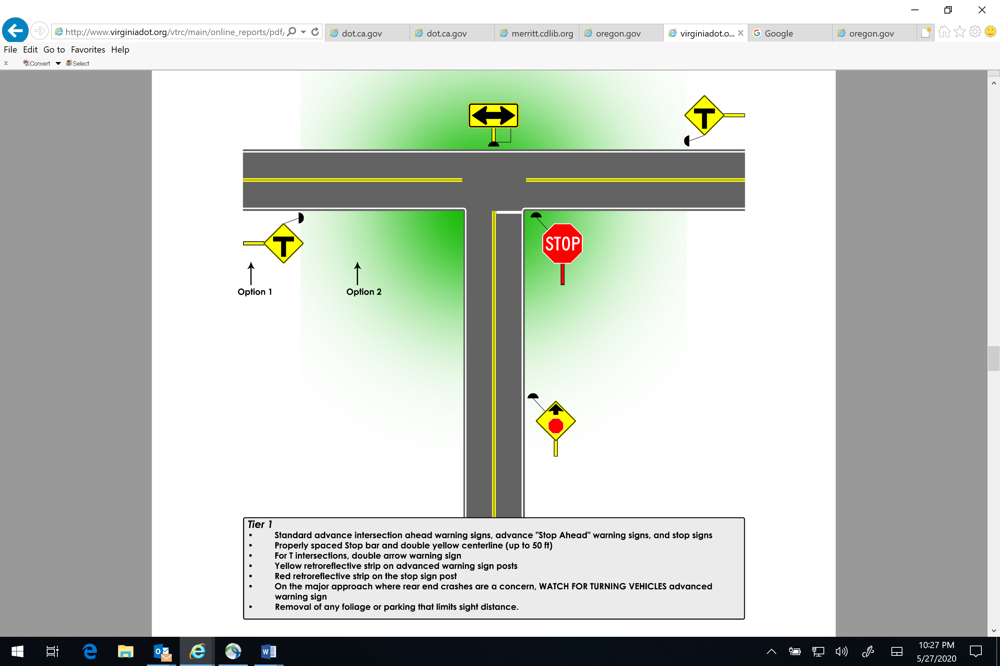 http://www.virginiadot.org/vtrc/main/online_reports/pdf/
dot.ca.gov
dot.ca.gov
merritt.cdlib.org
oregon.gov
virginiadot.o...
Google
oregon.gov
File Edit Go to Favorites Help
x Convert Select
T
STOP
T
Option 1
Option 2
Tier 1
• Standard advance intersection ahead warning signs, advance "Stop Ahead" warning signs, and stop signs
• Properly spaced Stop bar and double yellow centerline (up to 50 ft)
• For T intersections, double arrow warning sign
• Yellow retroreflective strip on advanced warning sign posts
• Red retroreflective strip on the stop sign post
• On the major approach where rear end crashes are a concern, WATCH FOR TURNING VEHICLES advanced
warning sign
• Removal of any foliage or parking that limits sight distance.
10:27 PM
5/27/2020